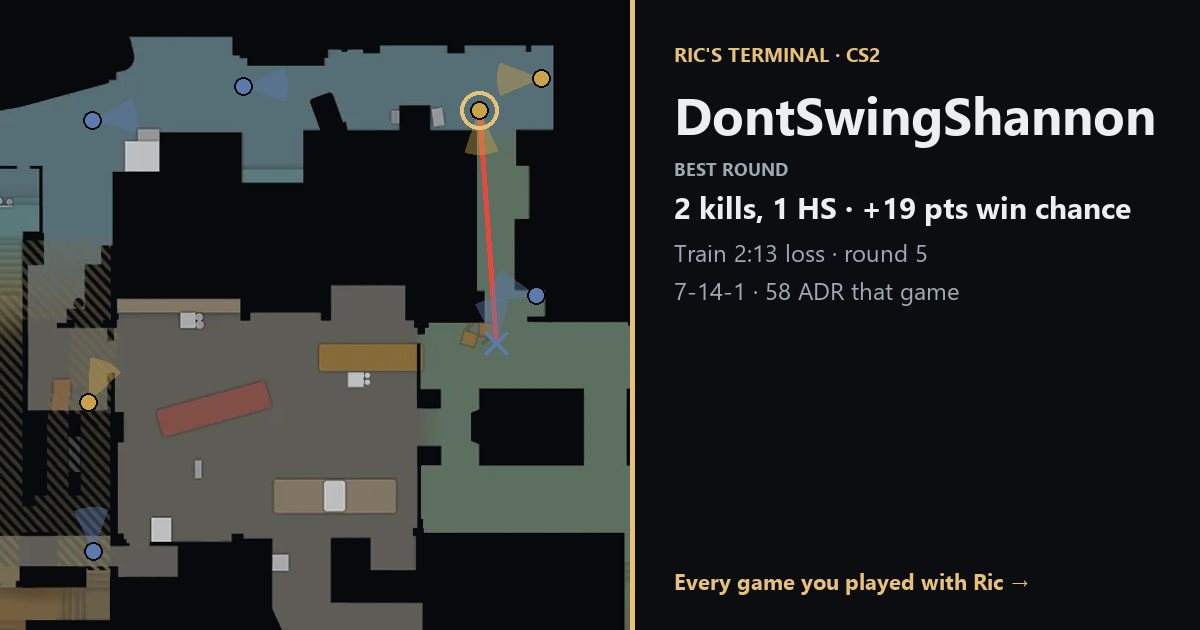 RIC'S TERMINAL · CS2
DontSwingShannon
BEST ROUND
2 kills, 1 HS · +19 pts win chance
Train 2:13 loss · round 5
7-14-1 · 58 ADR that game
Every game you played with Ric →